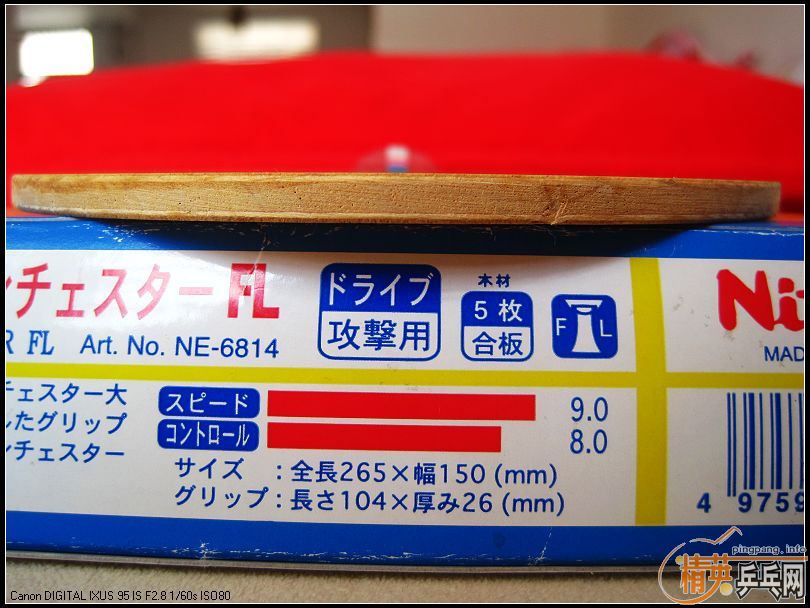 ンチェスター FL
R FL Art. No. NE-6814
ドライブ
攻撃用
木材
5枚
合板
F L
Ni
MAD
チェスター大
したグリップ
ンチェスター
スピード 9.0
コントロール 8.0
サイズ :全長265×幅150(mm)
グリップ:長さ104×厚み26(mm)
4 9759
pingpang.info
精英乒乓网
Canon DIGITAL IXUS 95 IS F2.8 1/60s ISO80